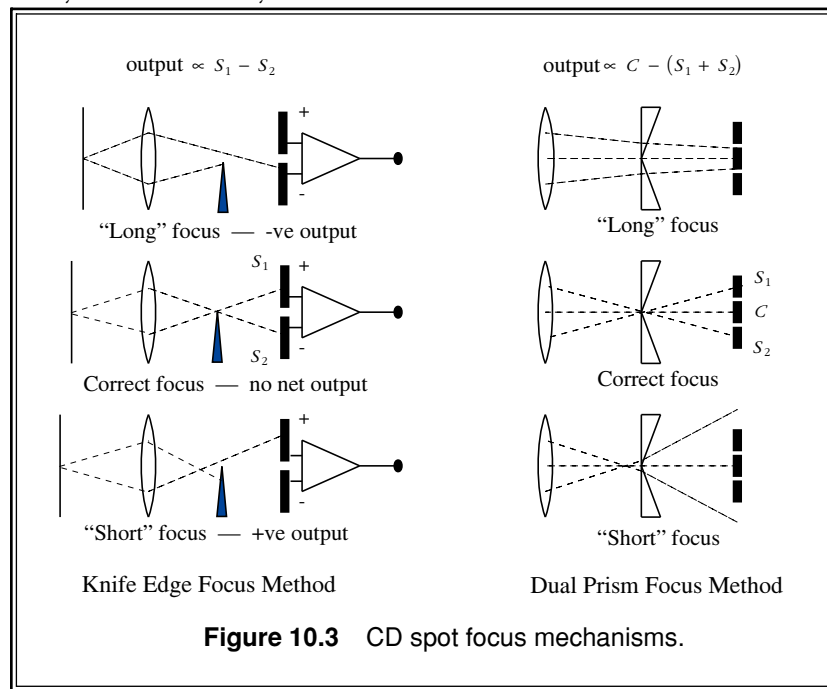 output ∝ S₁ − S₂
output ∝ C − (S₁ + S₂)
+
-
“Long” focus — -ve output
“Long” focus
S₁
+
S₂
-
Correct focus — no net output
S₁
C
S₂
Correct focus
+
-
“Short” focus — +ve output
“Short” focus
Knife Edge Focus Method
Dual Prism Focus Method
Figure 10.3 CD spot focus mechanisms.